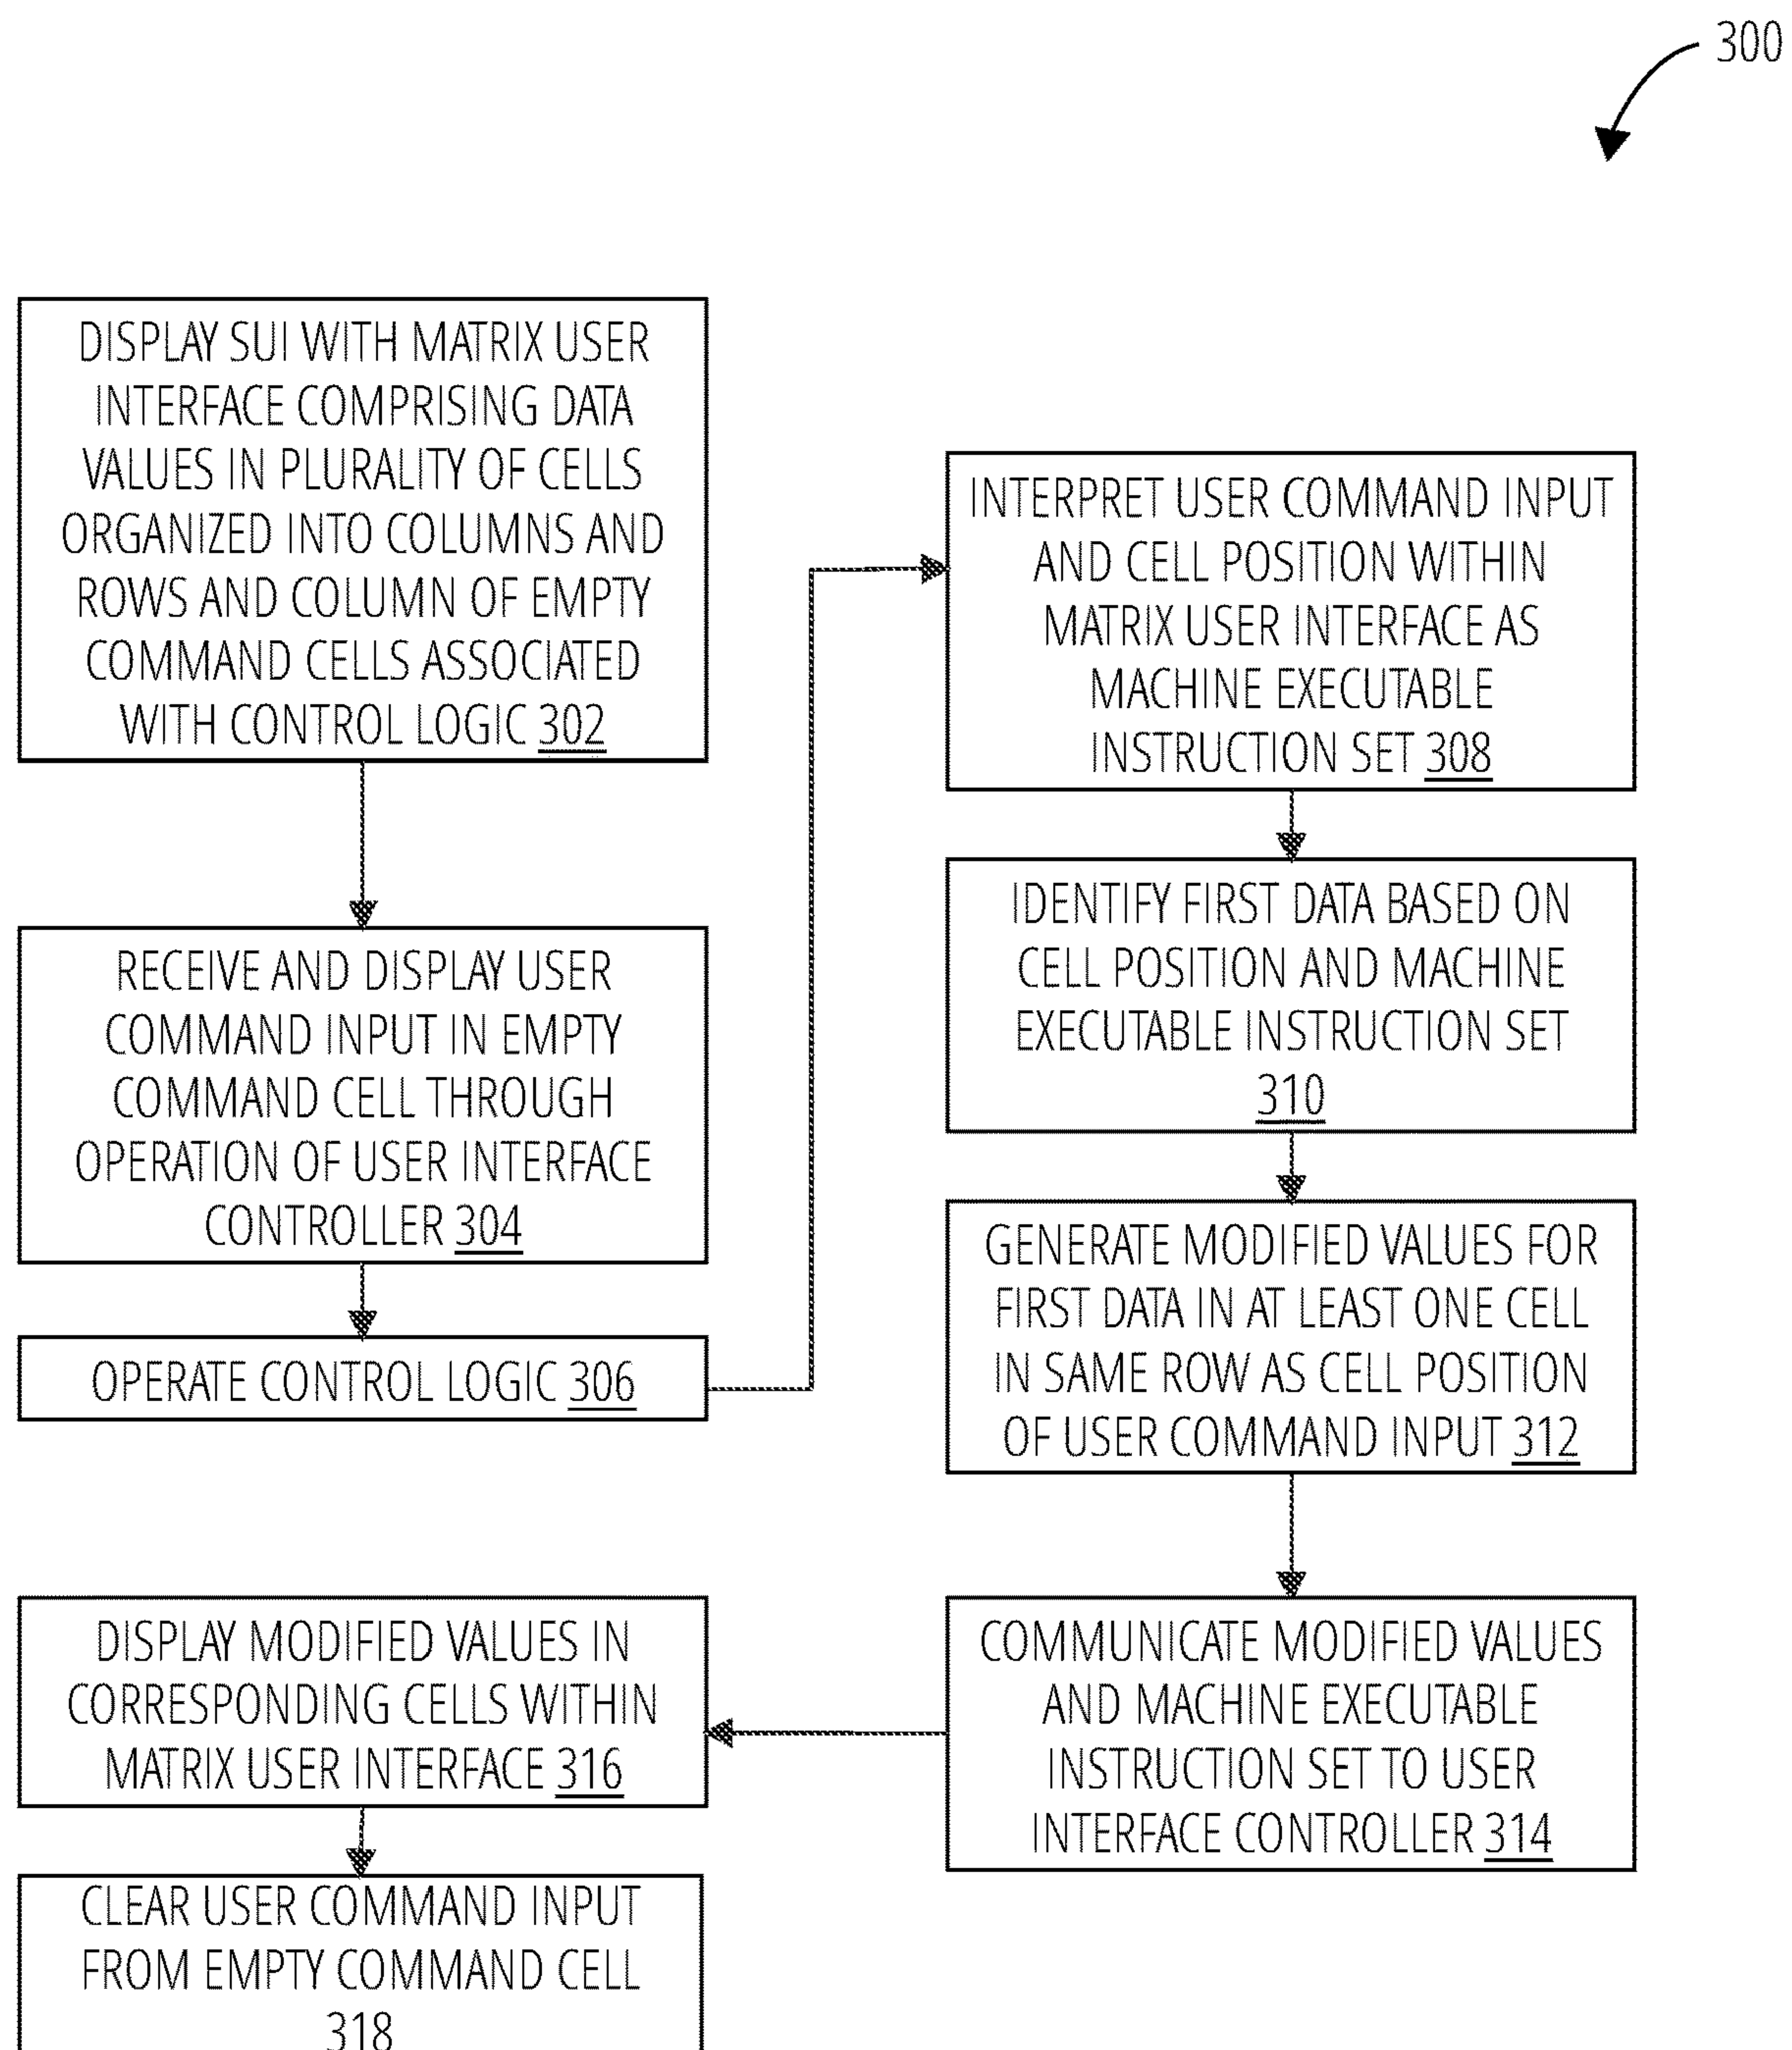 300
DISPLAY SUI WITH MATRIX USER
INTERFACE COMPRISING DATA
VALUES IN PLURALITY OF CELLS
ORGANIZED INTO COLUMNS AND
ROWS AND COLUMN OF EMPTY
COMMAND CELLS ASSOCIATED
WITH CONTROL LOGIC 302
RECEIVE AND DISPLAY USER
COMMAND INPUT IN EMPTY
COMMAND CELL THROUGH
OPERATION OF USER INTERFACE
CONTROLLER 304
OPERATE CONTROL LOGIC 306
INTERPRET USER COMMAND INPUT
AND CELL POSITION WITHIN
MATRIX USER INTERFACE AS
MACHINE EXECUTABLE
INSTRUCTION SET 308
IDENTIFY FIRST DATA BASED ON
CELL POSITION AND MACHINE
EXECUTABLE INSTRUCTION SET
310
GENERATE MODIFIED VALUES FOR
FIRST DATA IN AT LEAST ONE CELL
IN SAME ROW AS CELL POSITION
OF USER COMMAND INPUT 312
COMMUNICATE MODIFIED VALUES
AND MACHINE EXECUTABLE
INSTRUCTION SET TO USER
INTERFACE CONTROLLER 314
DISPLAY MODIFIED VALUES IN
CORRESPONDING CELLS WITHIN
MATRIX USER INTERFACE 316
CLEAR USER COMMAND INPUT
FROM EMPTY COMMAND CELL
318